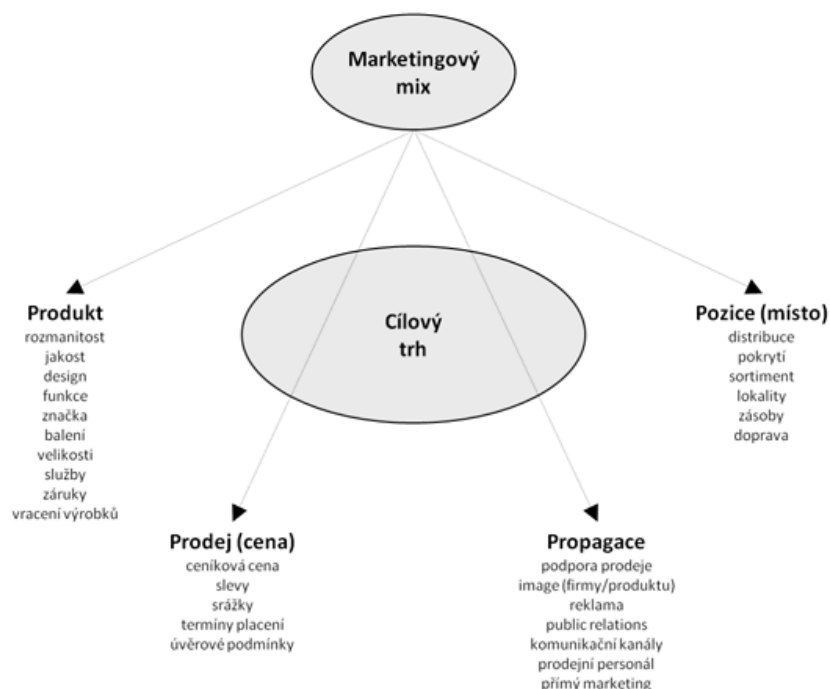 Marketingový
mix
Cílový
trh
Produkt
rozmanitost
jakost
design
funkce
značka
balení
velikosti
služby
záruky
vracení výrobků
Prodej (cena)
ceníková cena
slevy
srážky
termíny placení
úvěrové podmínky
Propagace
podpora prodeje
image (firmy/produktu)
reklama
public relations
komunikační kanály
prodejní personál
přímý marketing
Pozice (místo)
distribuce
pokrytí
sortiment
lokality
zásoby
doprava